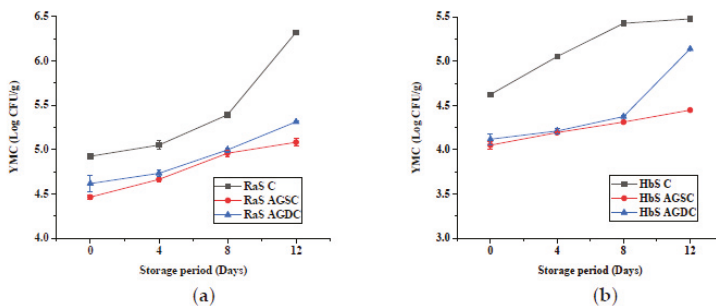 6.5
6.0
5.5
5.0
4.5
4.0
YMC (Log CFU/g)
RaS C
RaS AGSC
RaS AGDC
0 4 8 12
Storage period (Days)
(a)
6.0
5.5
5.0
4.5
4.0
3.5
3.0
YMC (Log CFU/g)
HbS C
HbS AGSC
HbS AGDC
0 4 8 12
Storage period (Days)
(b)